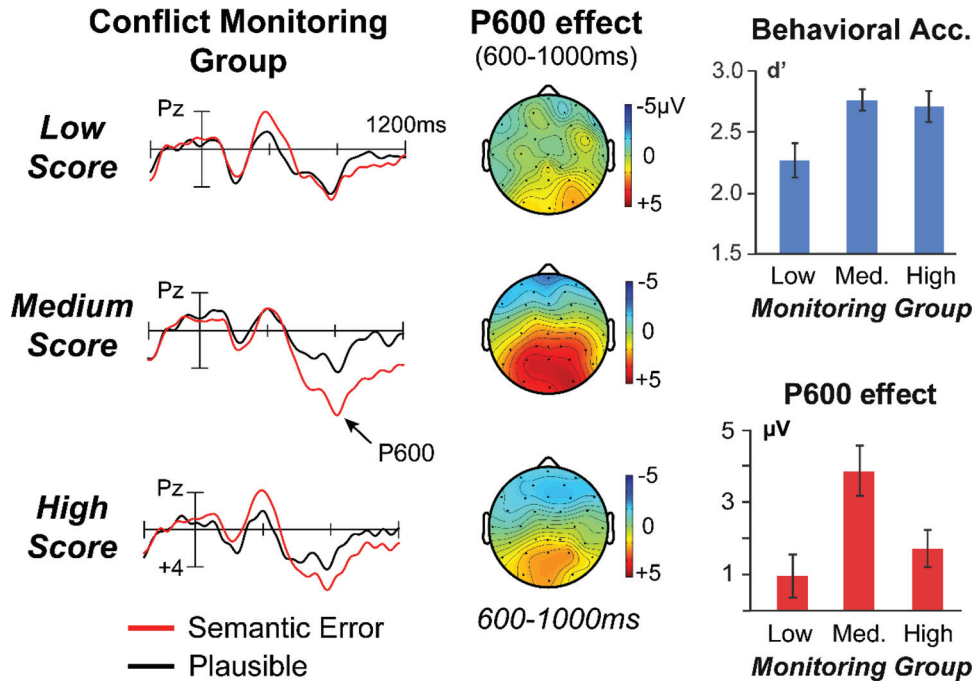 Conflict Monitoring
Group
Low
Score
Pz
1200ms
Medium
Score
Pz
P600
High
Score
Pz
+4
Semantic Error
Plausible
P600 effect
(600-1000ms)
-5µV
0
+5
-5
0
+5
-5
0
+5
600-1000ms
Behavioral Acc.
d'
3.0
2.5
2.0
1.5
Low Med. High
Monitoring Group
P600 effect
µV
5
3
1
Low Med. High
Monitoring Group